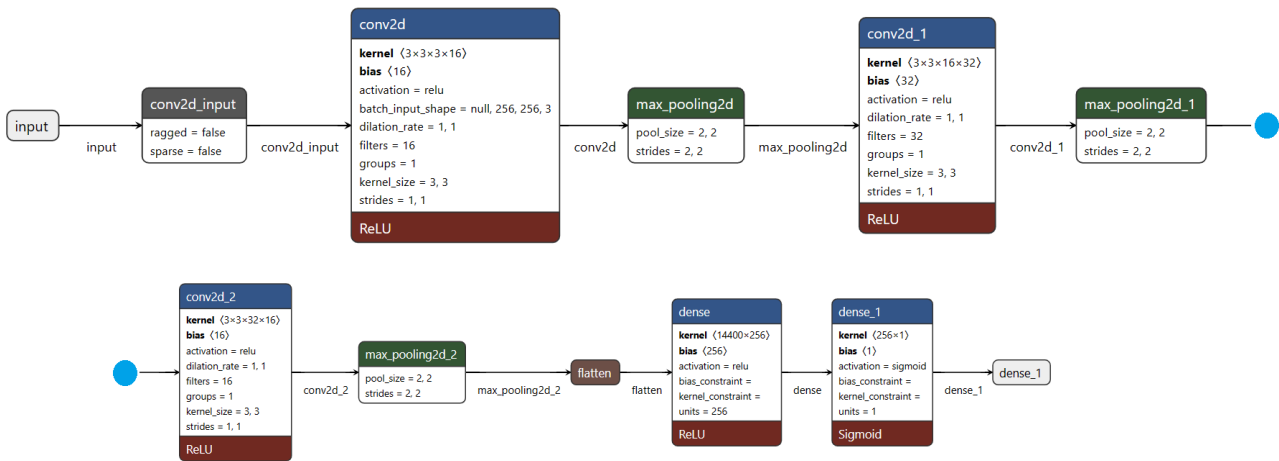 input
input
conv2d_input
ragged = false
sparse = false
conv2d_input
conv2d
kernel ⟨3×3×3×16⟩
bias ⟨16⟩
activation = relu
batch_input_shape = null, 256, 256, 3
dilation_rate = 1, 1
filters = 16
groups = 1
kernel_size = 3, 3
strides = 1, 1
ReLU
conv2d
max_pooling2d
pool_size = 2, 2
strides = 2, 2
max_pooling2d
conv2d_1
kernel ⟨3×3×16×32⟩
bias ⟨32⟩
activation = relu
dilation_rate = 1, 1
filters = 32
groups = 1
kernel_size = 3, 3
strides = 1, 1
ReLU
conv2d_1
max_pooling2d_1
pool_size = 2, 2
strides = 2, 2
conv2d_2
kernel ⟨3×3×32×16⟩
bias ⟨16⟩
activation = relu
dilation_rate = 1, 1
filters = 16
groups = 1
kernel_size = 3, 3
strides = 1, 1
ReLU
conv2d_2
max_pooling2d_2
pool_size = 2, 2
strides = 2, 2
max_pooling2d_2
flatten
flatten
dense
kernel ⟨14400×256⟩
bias ⟨256⟩
activation = relu
bias_constraint =
kernel_constraint =
units = 256
ReLU
dense
dense_1
kernel ⟨256×1⟩
bias ⟨1⟩
activation = sigmoid
bias_constraint =
kernel_constraint =
units = 1
Sigmoid
dense_1
dense_1